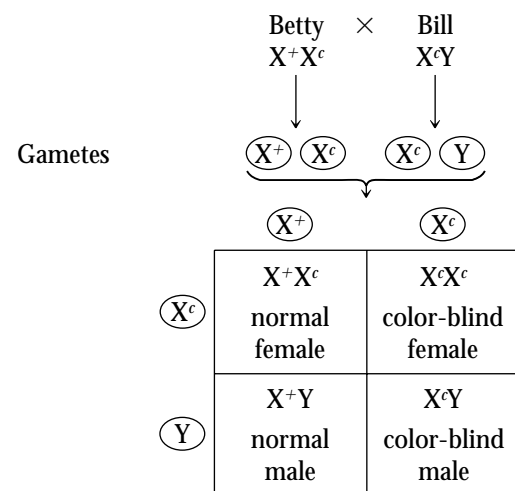 Betty × Bill
X⁺Xᶜ XᶜY
Gametes X⁺ Xᶜ Xᶜ Y
X⁺ Xᶜ
X⁺Xᶜ XᶜXᶜ
Xᶜ normal color-blind
female female
X⁺Y XᶜY
Y normal color-blind
male male